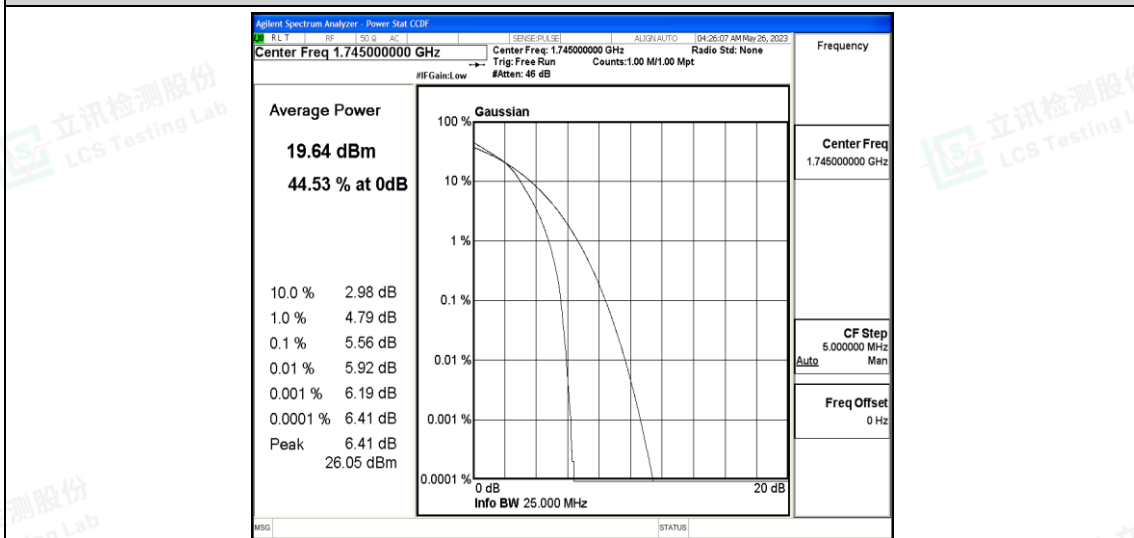 Agilent Spectrum Analyzer - Power Stat CCDF
RLT RF 50 Ω AC SENSE:PULSE ALIGNAUTO 04:26:07 AM May 26, 2023
Center Freq 1.745000000 GHz
Center Freq: 1.745000000 GHz Radio Std: None
Trig: Free Run Counts:1.00 M/1.00 Mpt
#IFGain:Low #Atten: 46 dB
Frequency
Average Power
19.64 dBm
44.53 % at 0dB
10.0 % 2.98 dB
1.0 % 4.79 dB
0.1 % 5.56 dB
0.01 % 5.92 dB
0.001 % 6.19 dB
0.0001 % 6.41 dB
Peak 6.41 dB
26.05 dBm
Gaussian
100 %
10 %
1 %
0.1 %
0.01 %
0.001 %
0.0001 %
0 dB 20 dB
Info BW 25.000 MHz
Center Freq
1.745000000 GHz
CF Step
5.000000 MHz
Auto Man
Freq Offset
0 Hz
MSG STATUS
立讯检测股份
LCS Testing Lab
立讯检测股份
LCS Testing L
测股份